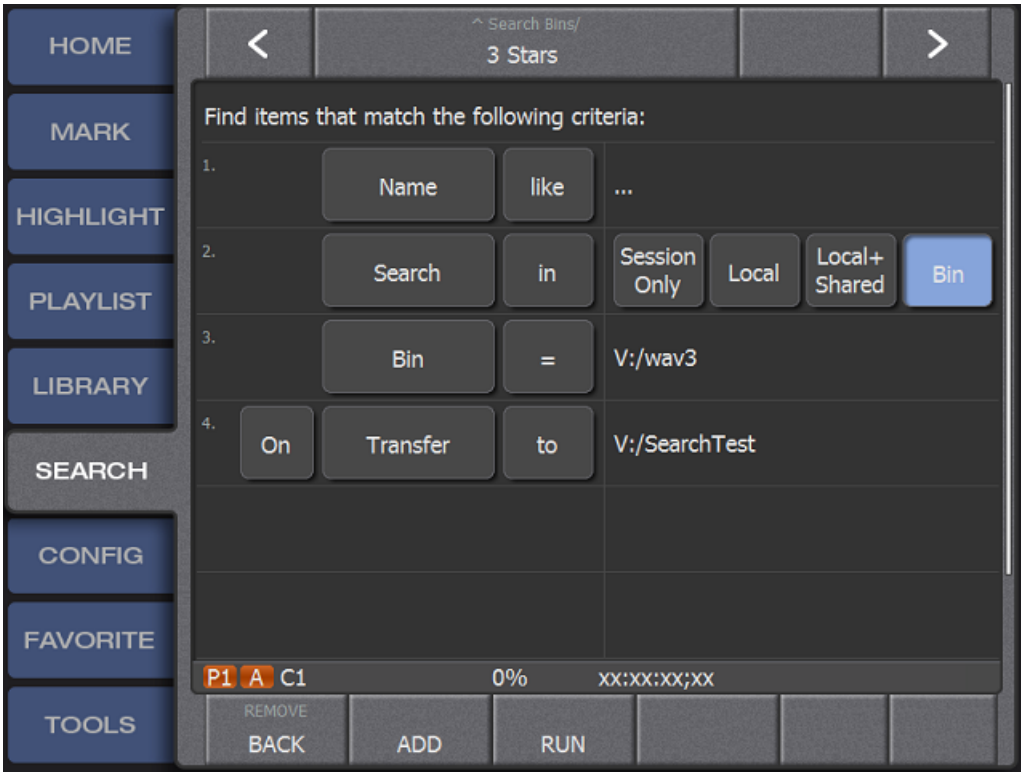 HOME
MARK
HIGHLIGHT
PLAYLIST
LIBRARY
SEARCH
CONFIG
FAVORITE
TOOLS
<
^ Search Bins/
3 Stars
>
Find items that match the following criteria:
1. Name like ...
2. Search in Session Only Local Local+ Shared Bin
3. Bin = V:/wav3
4. On Transfer to V:/SearchTest
P1 A C1 0% xx:xx:xx;xx
REMOVE
BACK ADD RUN